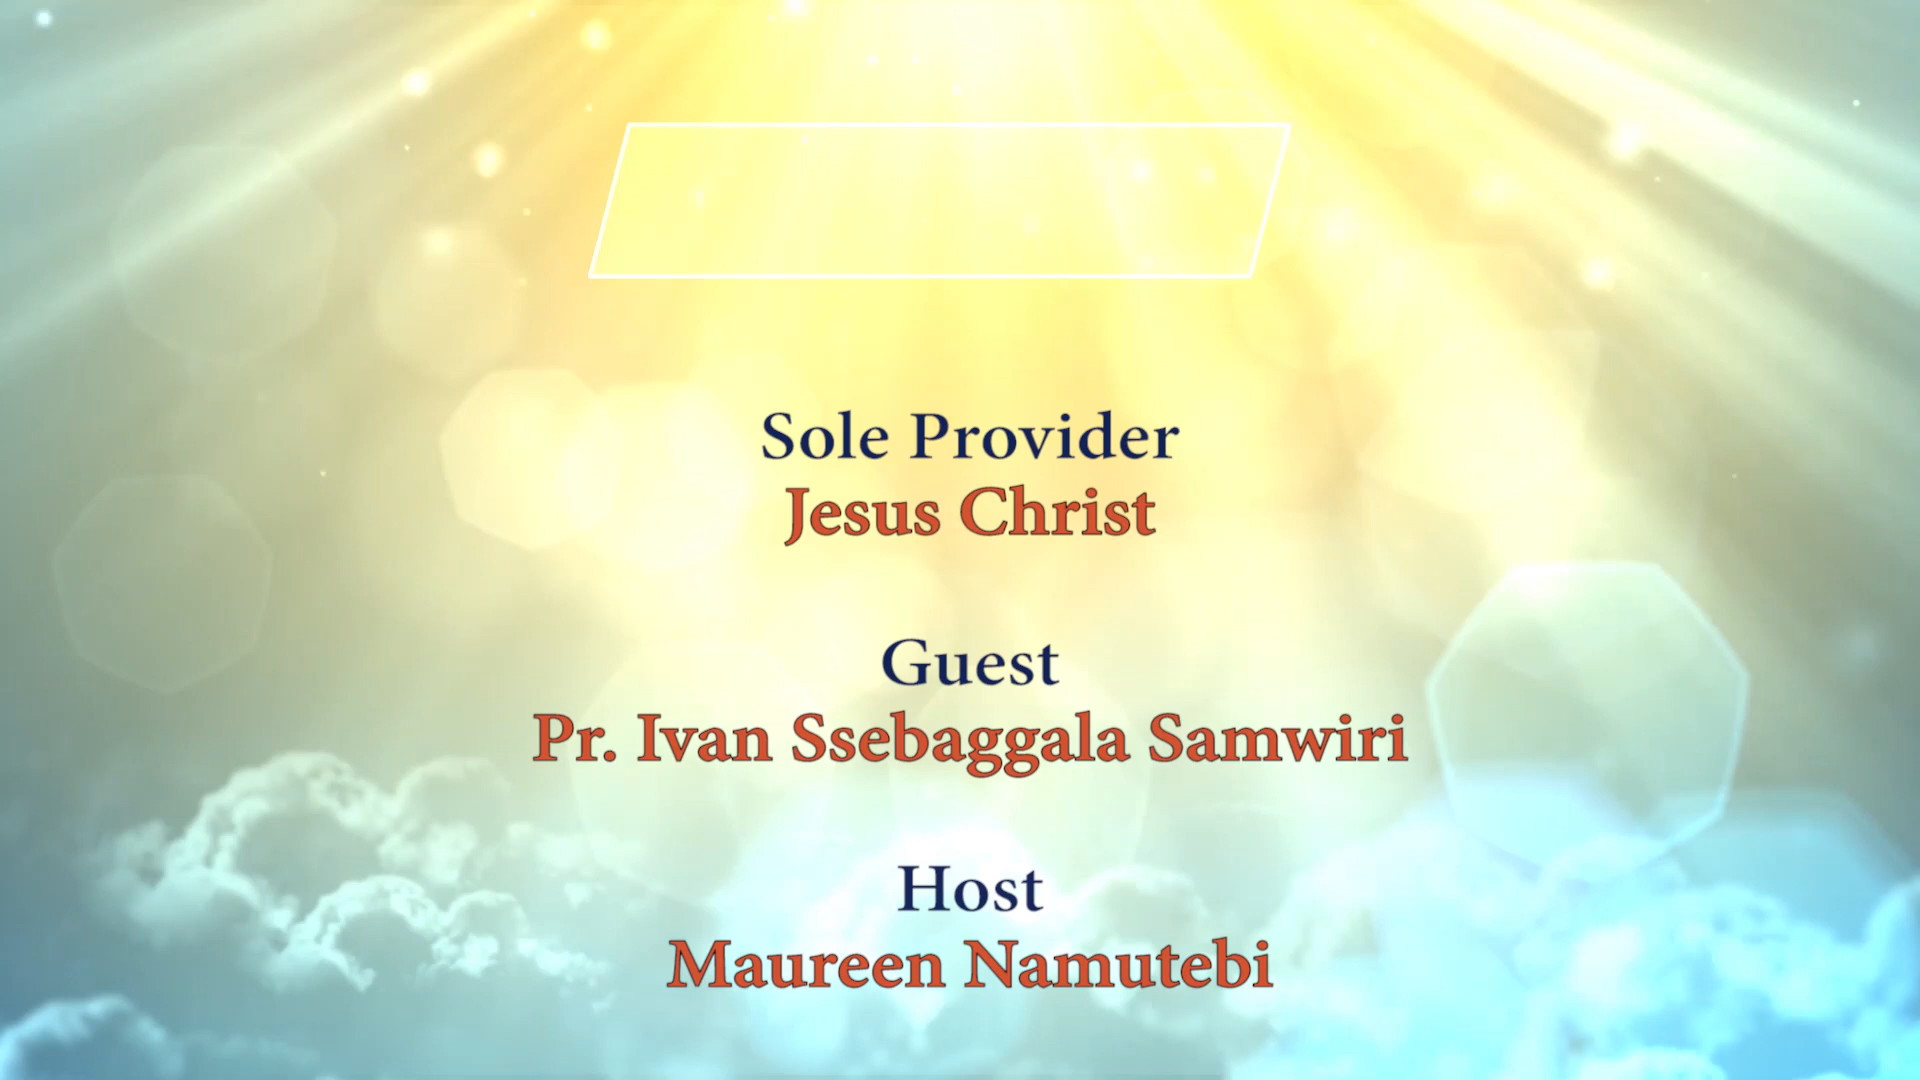 Sole Provider
Jesus Christ
Guest
Pr. Ivan Ssebaggala Samwiri
Host
Maureen Namutebi